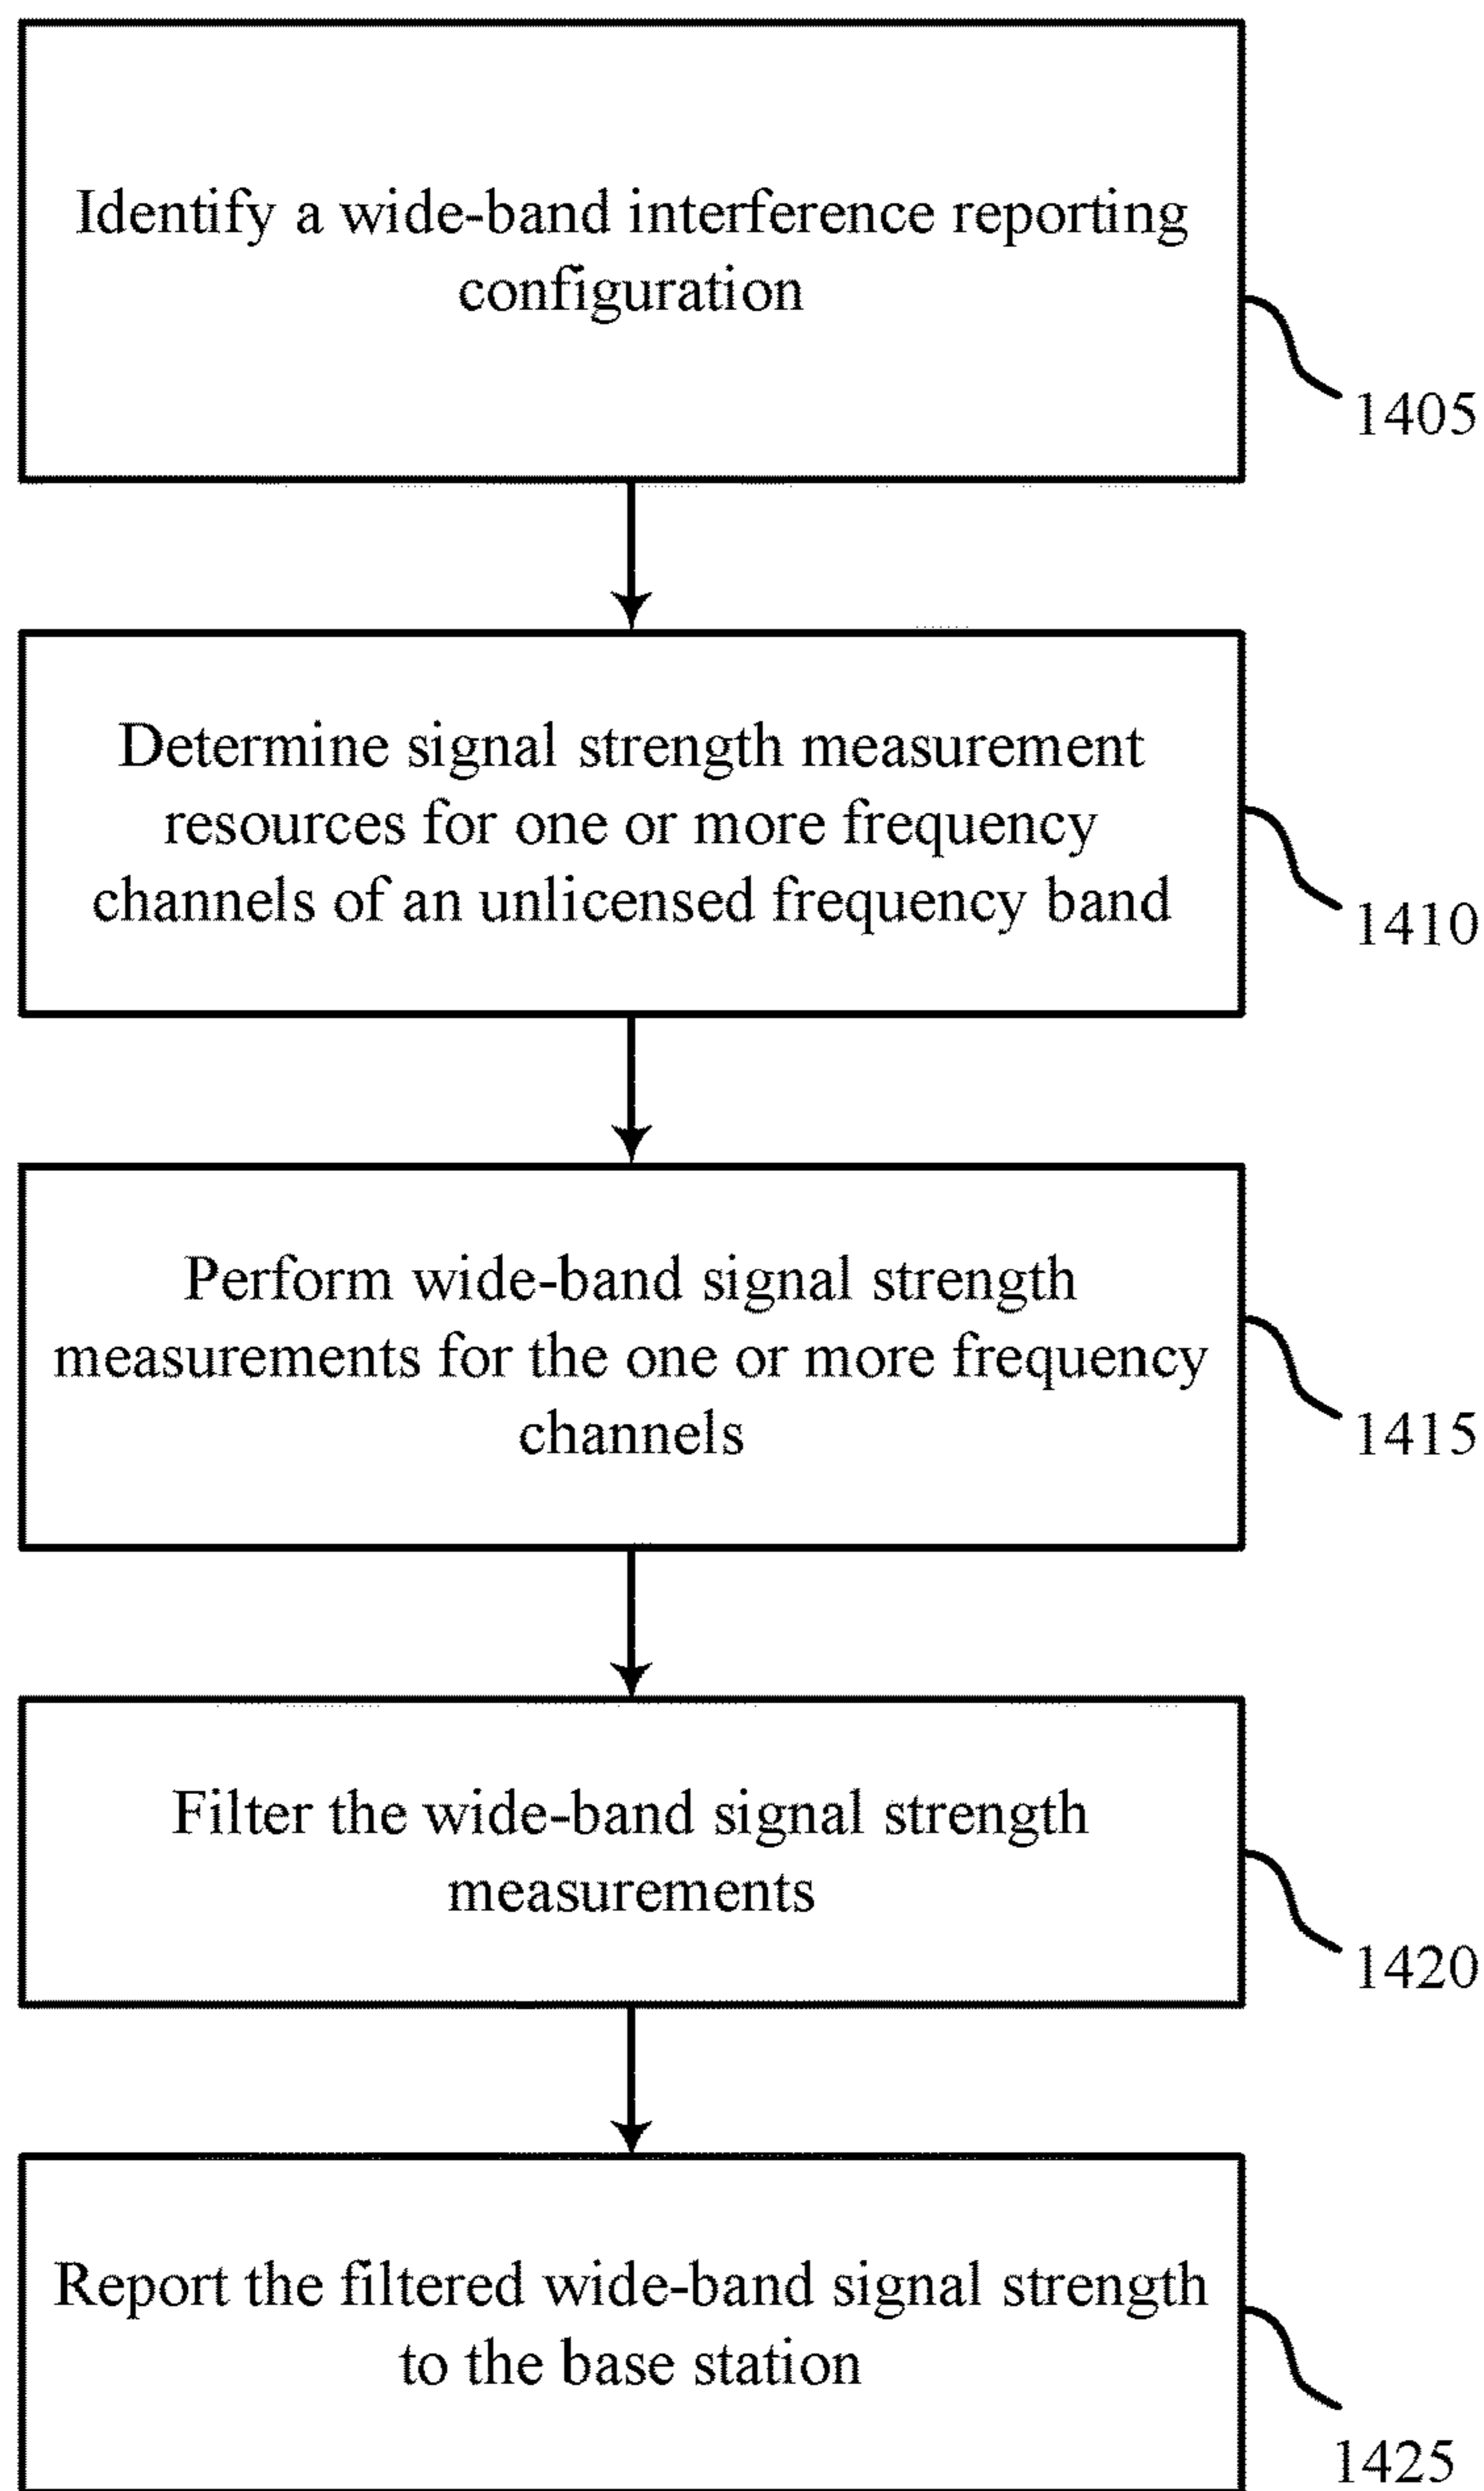 Identify a wide-band interference reporting
configuration
1405
Determine signal strength measurement
resources for one or more frequency
channels of an unlicensed frequency band
1410
Perform wide-band signal strength
measurements for the one or more frequency
channels
1415
Filter the wide-band signal strength
measurements
1420
Report the filtered wide-band signal strength
to the base station
1425